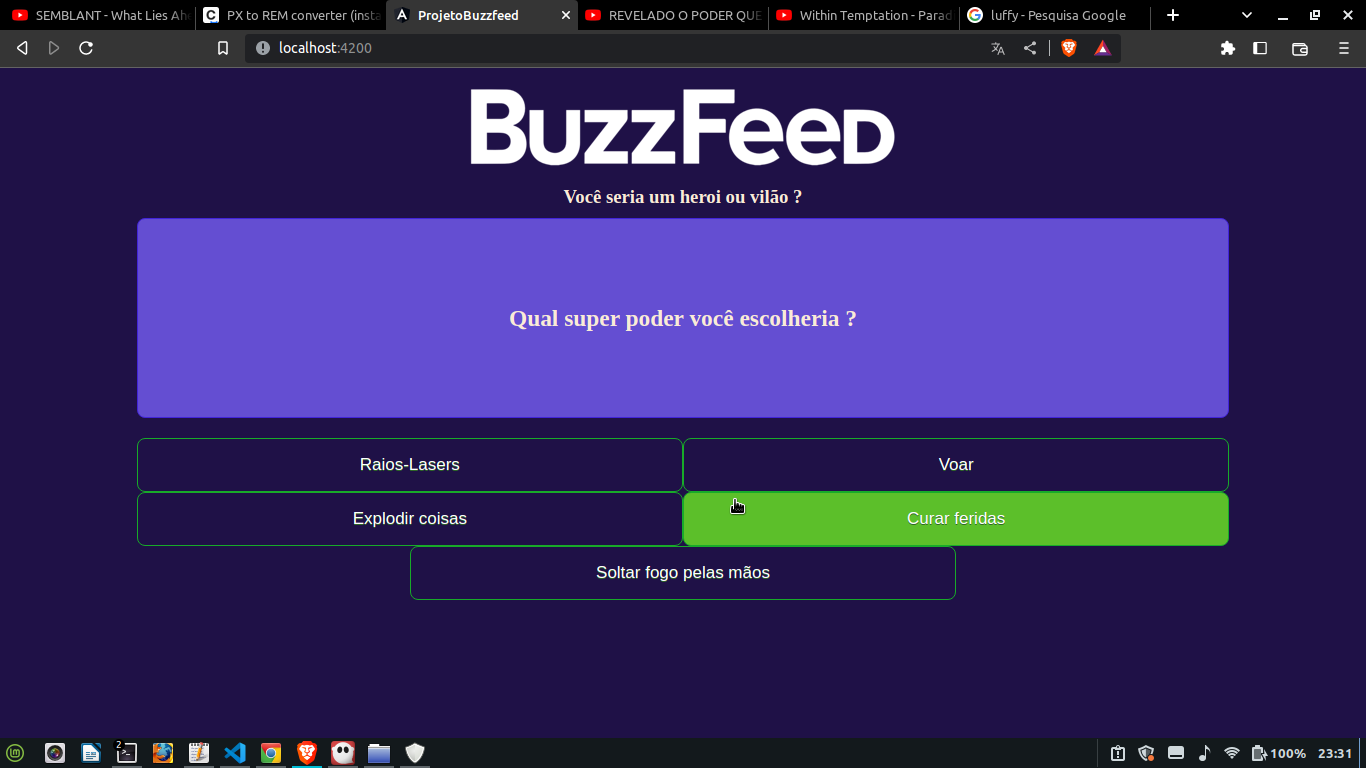 SEMBLANT - What Lies Ah
PX to REM converter (insta
ProjetoBuzzfeed
REVELADO O PODER QUE
Within Temptation - Parad
luffy - Pesquisa Google
localhost:4200
BuzzFeed
Você seria um heroi ou vilão ?
Qual super poder você escolheria ?
Raios-Lasers
Voar
Explodir coisas
Curar feridas
Soltar fogo pelas mãos
2
100%
23:31